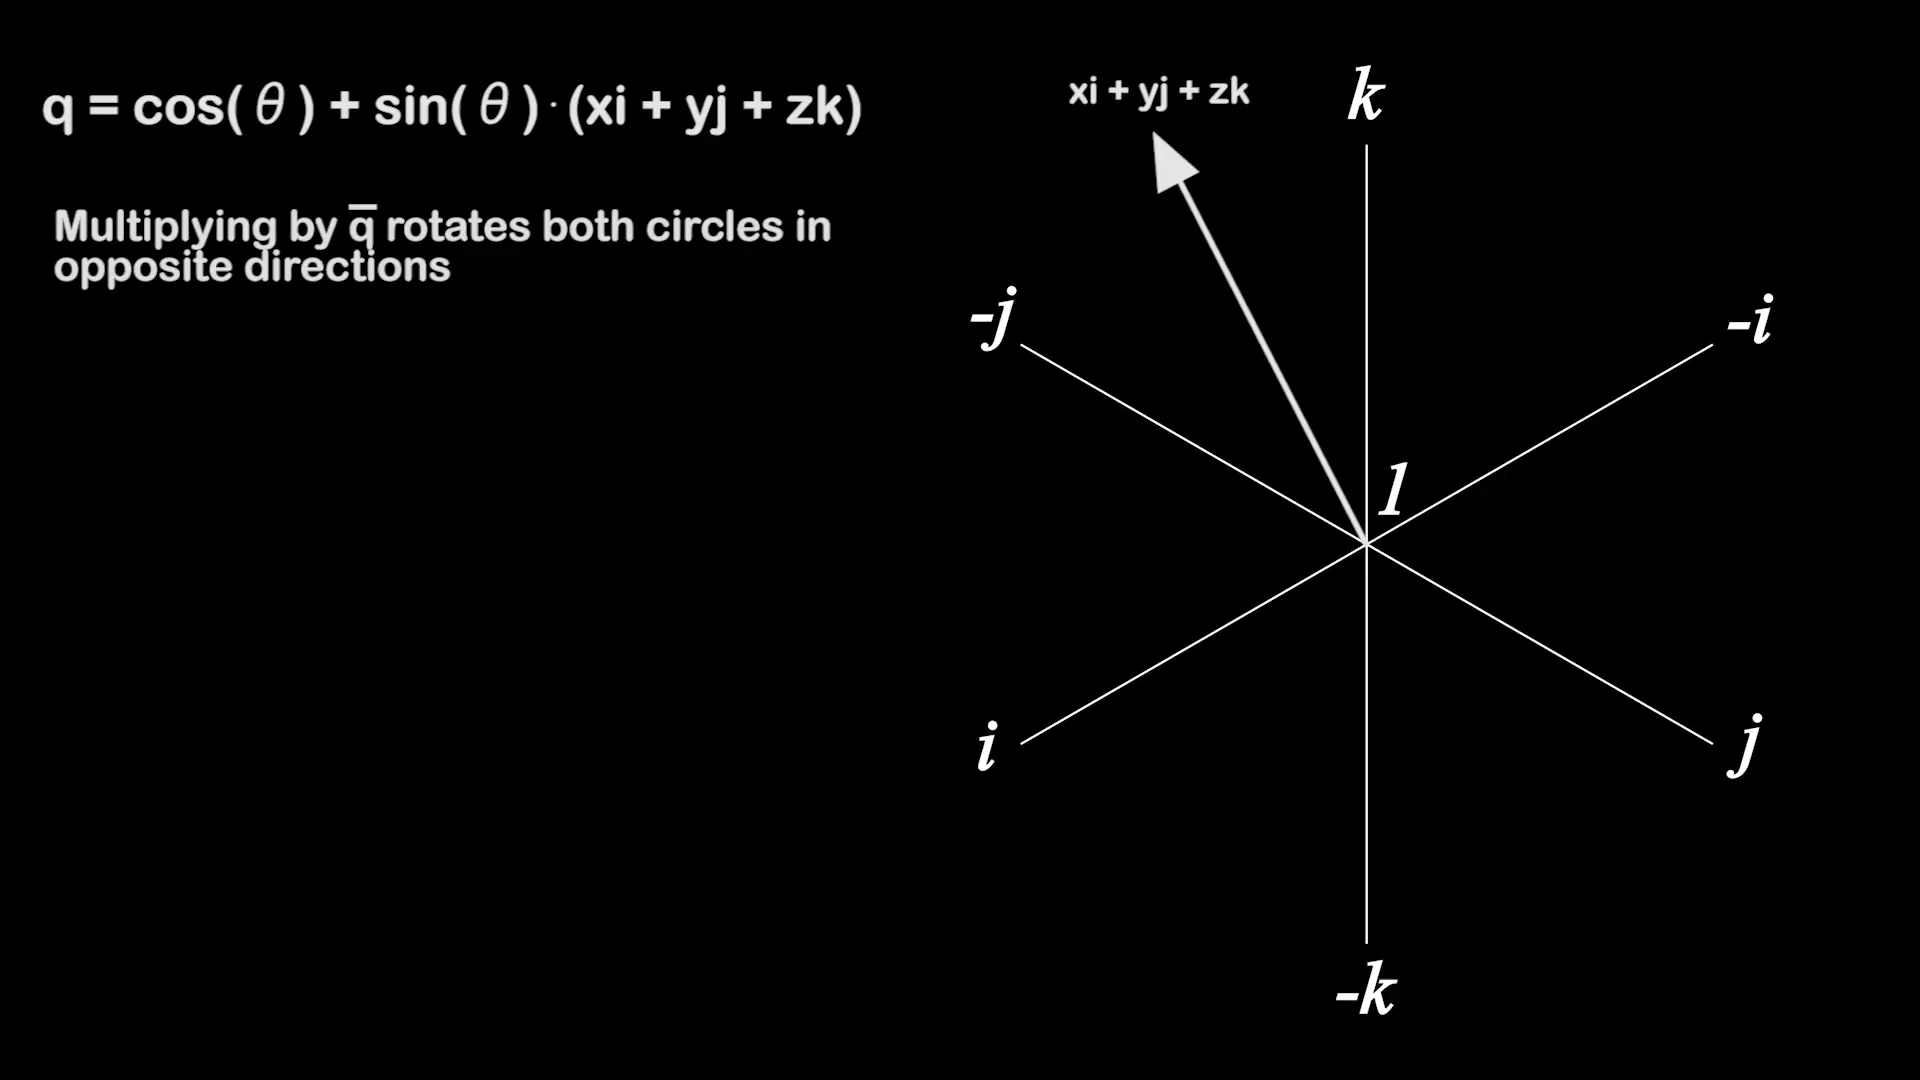 q = cos( θ ) + sin( θ ) · (xi + yj + zk)
Multiplying by q̅ rotates both circles in
opposite directions
xi + yj + zk
k
-j
-i
1
i
j
-k